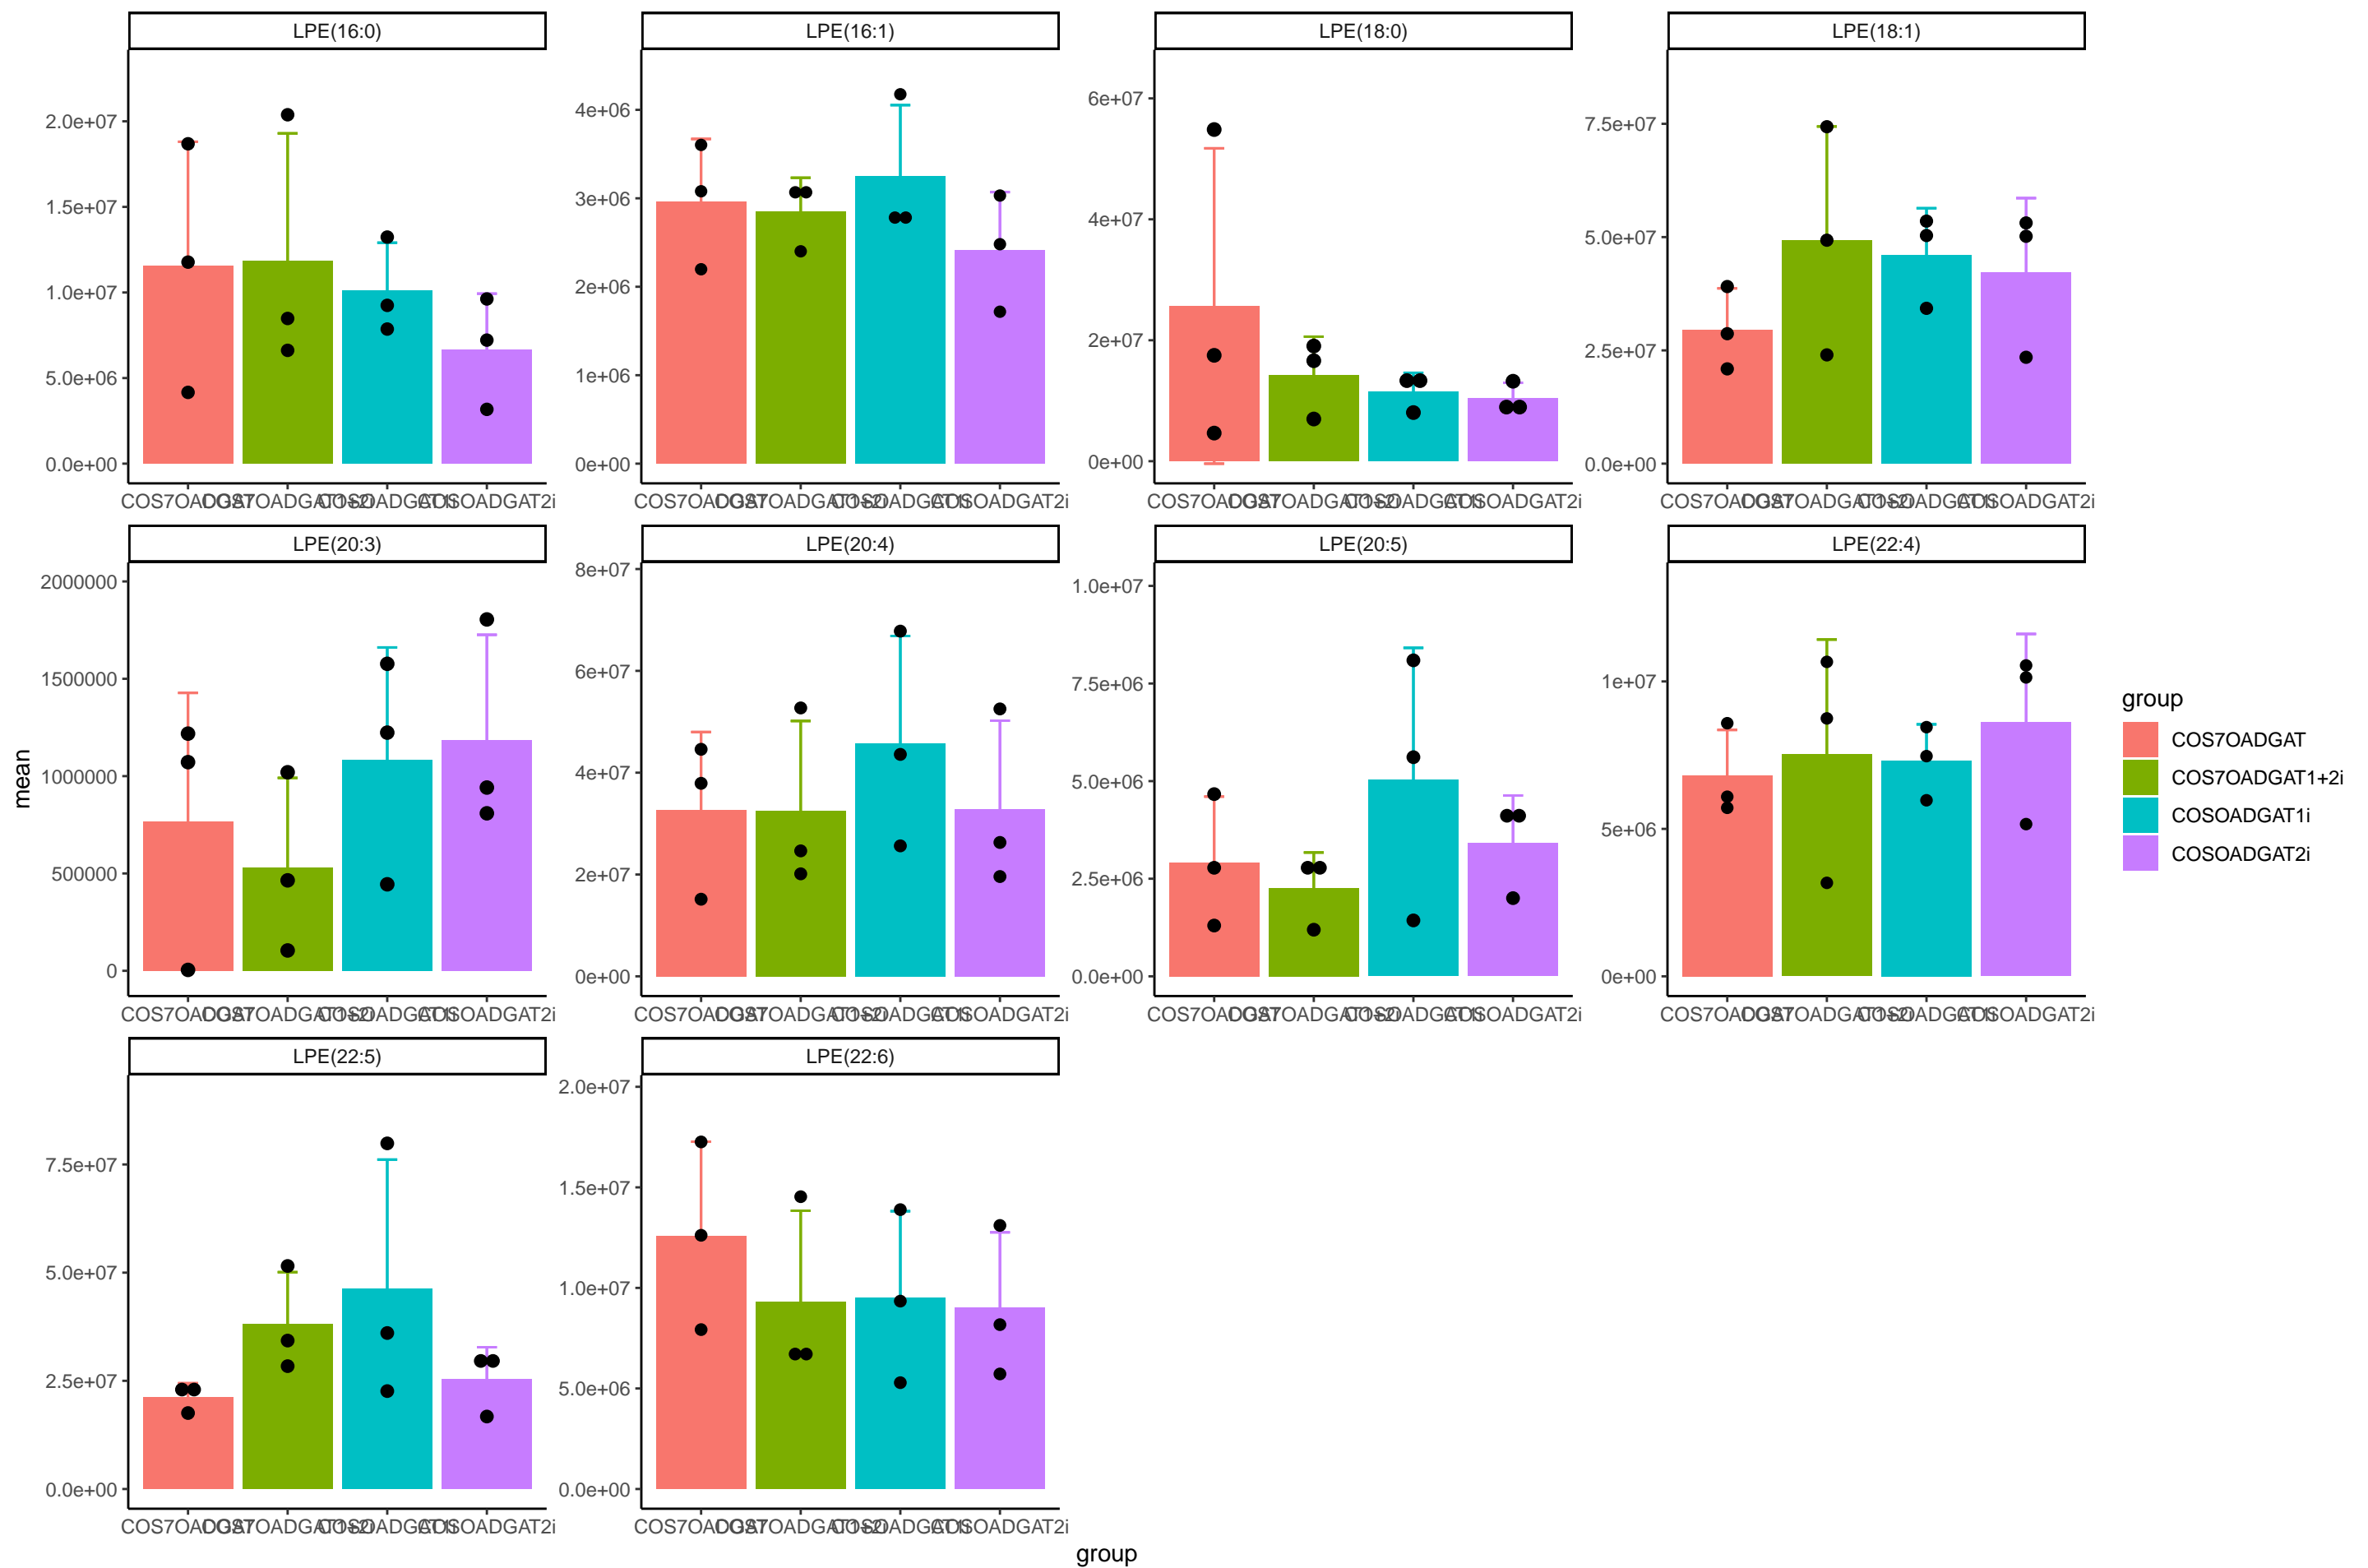 LPE(16:0) LPE(16:1) LPE(18:0) LPE(18:1)
2.0e+07
1.5e+07
1.0e+07
5.0e+06
0.0e+00
4e+06
3e+06
2e+06
1e+06
0e+00
6e+07
4e+07
2e+07
0e+00
7.5e+07
5.0e+07
2.5e+07
0.0e+00
LPE(20:3) LPE(20:4) LPE(20:5) LPE(22:4)
2000000
1500000
1000000
500000
0
8e+07
6e+07
4e+07
2e+07
0e+00
1.0e+07
7.5e+06
5.0e+06
2.5e+06
0.0e+00
1e+07
5e+06
0e+00
LPE(22:5) LPE(22:6)
7.5e+07
5.0e+07
2.5e+07
0.0e+00
2.0e+07
1.5e+07
1.0e+07
5.0e+06
0.0e+00
mean
group
group
COS7OADGAT
COS7OADGAT1+2i
COSOADGAT1i
COSOADGAT2i